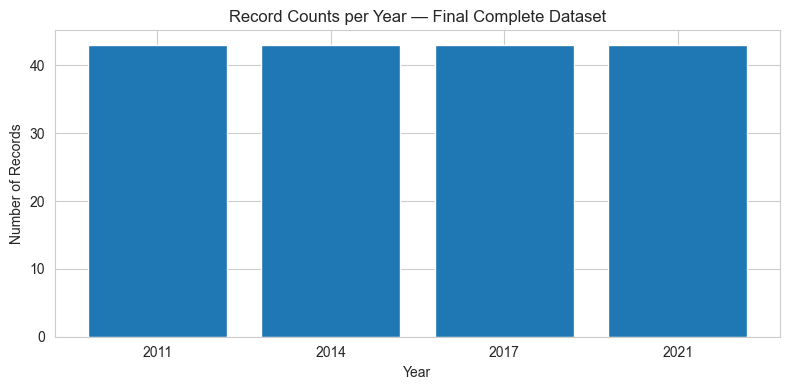 Record Counts per Year — Final Complete Dataset
Number of Records
40
30
20
10
0
2011 2014 2017 2021
Year